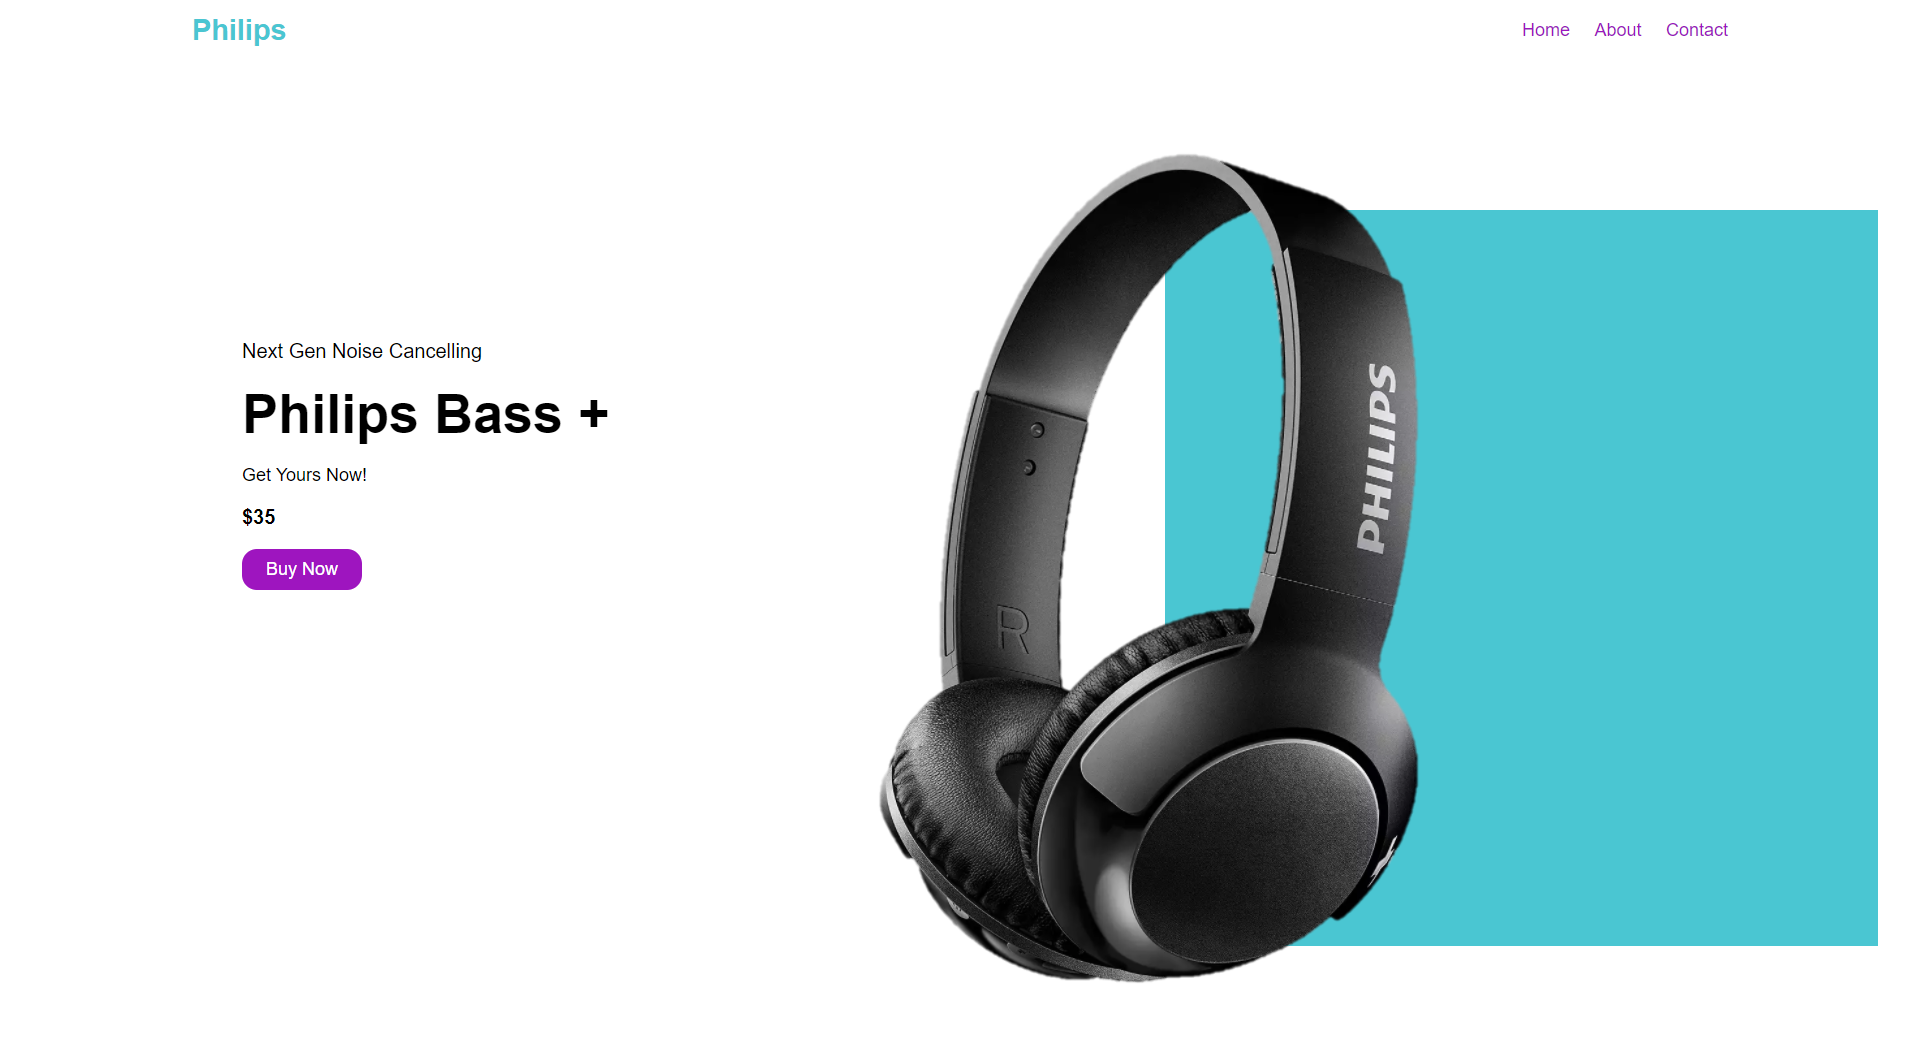 Philips
Home About Contact
Next Gen Noise Cancelling
Philips Bass +
Get Yours Now!
$35
Buy Now
PHILIPS
R